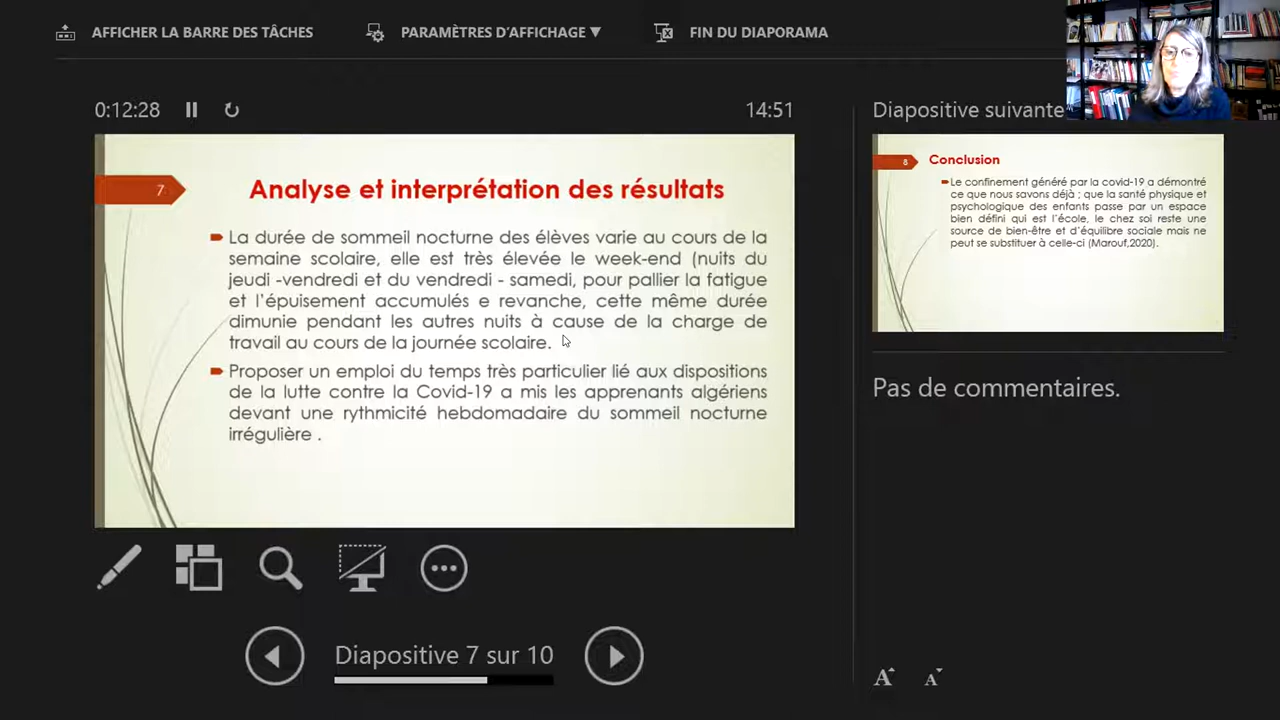 AFFICHER LA BARRE DES TÂCHES
PARAMÈTRES D'AFFICHAGE ▼
FIN DU DIAPORAMA
0:12:28
14:51
7
Analyse et interprétation des résultats
La durée de sommeil nocturne des élèves varie au cours de la
semaine scolaire, elle est très élevée le week-end (nuits du
jeudi -vendredi et du vendredi - samedi, pour pallier la fatigue
et l'épuisement accumulés e revanche, cette même durée
dimunie pendant les autres nuits à cause de la charge de
travail au cours de la journée scolaire.
Proposer un emploi du temps très particulier lié aux dispositions
de la lutte contre la Covid-19 a mis les apprenants algériens
devant une rythmicité hebdomadaire du sommeil nocturne
irrégulière .
Diapositive 7 sur 10
Diapositive suivante
8
Conclusion
Le confinement généré par la covid-19 a démontré
ce que nous savons déjà ; que la santé physique et
psychologique des enfants passe par un espace
bien défini qui est l'école, le chez soi reste une
source de bien-être et d'équilibre sociale mais ne
peut se substituer à celle-ci (Marouf,2020).
Pas de commentaires.
A A